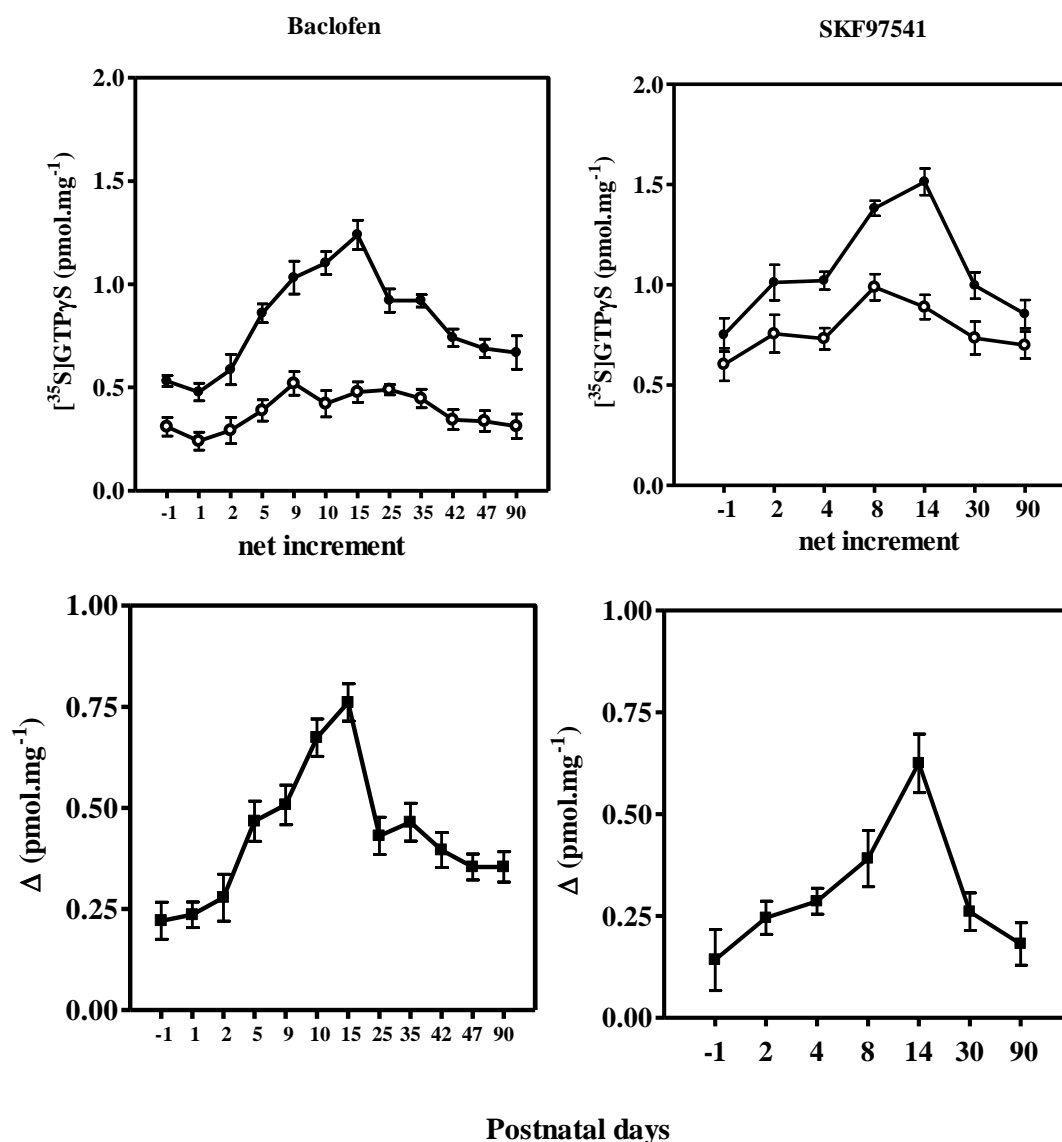 Baclofen
SKF97541
[³⁵S]GTPγS (pmol.mg⁻¹)
2.0
1.5
1.0
0.5
0.0
-1 1 2 5 9 10 15 25 35 42 47 90
net increment
[³⁵S]GTPγS (pmol.mg⁻¹)
2.0
1.5
1.0
0.5
0.0
-1 2 4 8 14 30 90
net increment
Δ (pmol.mg⁻¹)
1.00
0.75
0.50
0.25
0.00
-1 1 2 5 9 10 15 25 35 42 47 90
Δ (pmol.mg⁻¹)
1.00
0.75
0.50
0.25
0.00
-1 2 4 8 14 30 90
Postnatal days